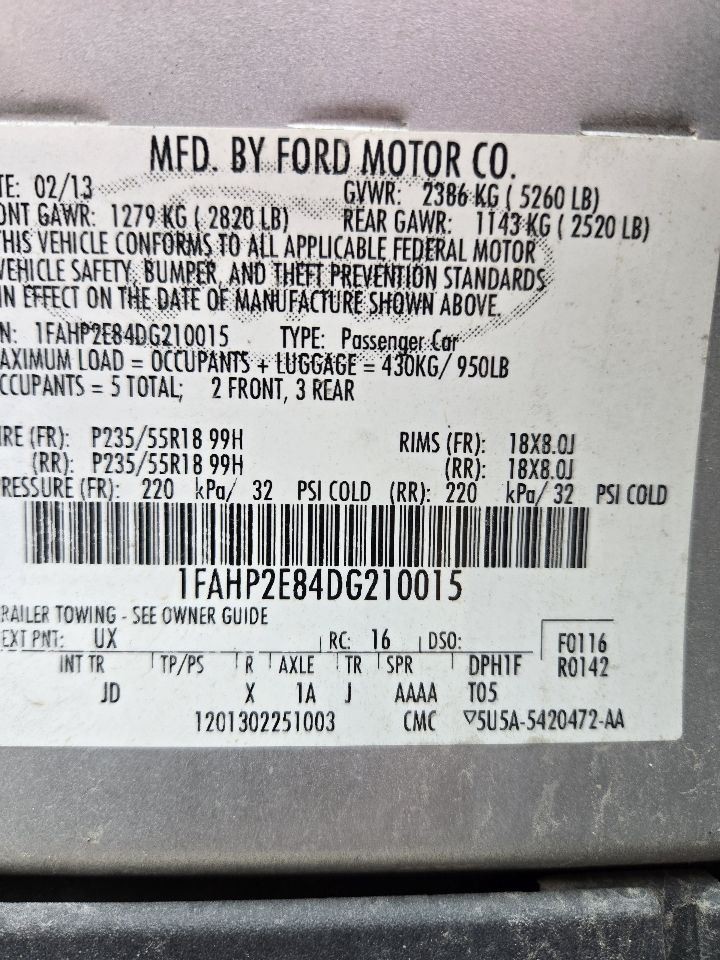 MFD. BY FORD MOTOR CO.
TE: 02/13 GVWR: 2386 KG ( 5260 LB)
ONT GAWR: 1279 KG ( 2820 LB) REAR GAWR: 1143 KG ( 2520 LB)
THIS VEHICLE CONFORMS TO ALL APPLICABLE FEDERAL MOTOR
VEHICLE SAFETY, BUMPER, AND THEFT PREVENTION STANDARDS
IN EFFECT ON THE DATE OF MANUFACTURE SHOWN ABOVE.
N: 1FAHP2E84DG210015 TYPE: Passenger Car
AXIMUM LOAD = OCCUPANTS + LUGGAGE = 430KG/ 950LB
CCUPANTS = 5 TOTAL; 2 FRONT, 3 REAR
IRE (FR): P235/55R18 99H RIMS (FR): 18X8.0J
(RR): P235/55R18 99H (RR): 18X8.0J
RESSURE (FR): 220 kPa/ 32 PSI COLD (RR): 220 kPa/ 32 PSI COLD
1FAHP2E84DG210015
RAILER TOWING - SEE OWNER GUIDE
EXT PNT: UX RC: 16 DSO: F0116
INT TR TP/PS R AXLE TR SPR DPH1F R0142
JD X 1A J AAAA T05
1201302251003 CMC ▽5U5A-5420472-AA